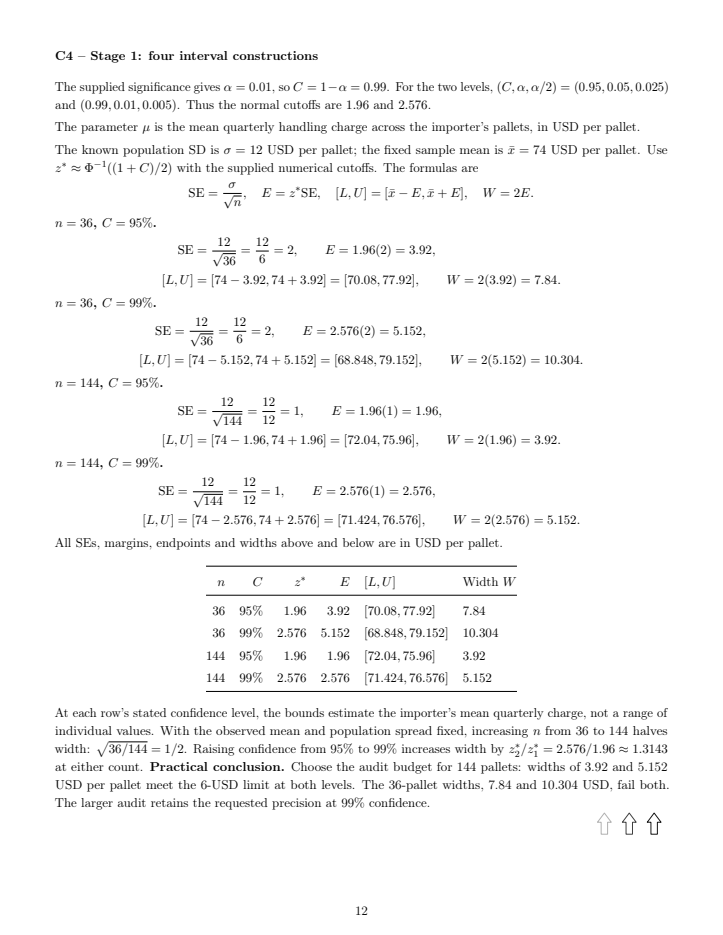 C4 – Stage 1: four interval constructions
The supplied significance gives α = 0.01, so C = 1−α = 0.99. For the two levels, (C, α, α/2) = (0.95, 0.05, 0.025)
and (0.99, 0.01, 0.005). Thus the normal cutoffs are 1.96 and 2.576.
The parameter μ is the mean quarterly handling charge across the importer's pallets, in USD per pallet.
The known population SD is σ = 12 USD per pallet; the fixed sample mean is x̄ = 74 USD per pallet. Use
z* ≈ Φ⁻¹((1 + C)/2) with the supplied numerical cutoffs. The formulas are
SE = σ/√n, E = z*SE, [L, U] = [x̄ − E, x̄ + E], W = 2E.
n = 36, C = 95%.
SE = 12/√36 = 12/6 = 2, E = 1.96(2) = 3.92,
[L, U] = [74 − 3.92, 74 + 3.92] = [70.08, 77.92], W = 2(3.92) = 7.84.
n = 36, C = 99%.
SE = 12/√36 = 12/6 = 2, E = 2.576(2) = 5.152,
[L, U] = [74 − 5.152, 74 + 5.152] = [68.848, 79.152], W = 2(5.152) = 10.304.
n = 144, C = 95%.
SE = 12/√144 = 12/12 = 1, E = 1.96(1) = 1.96,
[L, U] = [74 − 1.96, 74 + 1.96] = [72.04, 75.96], W = 2(1.96) = 3.92.
n = 144, C = 99%.
SE = 12/√144 = 12/12 = 1, E = 2.576(1) = 2.576,
[L, U] = [74 − 2.576, 74 + 2.576] = [71.424, 76.576], W = 2(2.576) = 5.152.
All SEs, margins, endpoints and widths above and below are in USD per pallet.
n C z* E [L, U] Width W
36 95% 1.96 3.92 [70.08, 77.92] 7.84
36 99% 2.576 5.152 [68.848, 79.152] 10.304
144 95% 1.96 1.96 [72.04, 75.96] 3.92
144 99% 2.576 2.576 [71.424, 76.576] 5.152
At each row's stated confidence level, the bounds estimate the importer's mean quarterly charge, not a range of
individual values. With the observed mean and population spread fixed, increasing n from 36 to 144 halves
width: √36/144 = 1/2. Raising confidence from 95% to 99% increases width by z₂*/z₁* = 2.576/1.96 ≈ 1.3143
at either count. Practical conclusion. Choose the audit budget for 144 pallets: widths of 3.92 and 5.152
USD per pallet meet the 6-USD limit at both levels. The 36-pallet widths, 7.84 and 10.304 USD, fail both.
The larger audit retains the requested precision at 99% confidence.
12